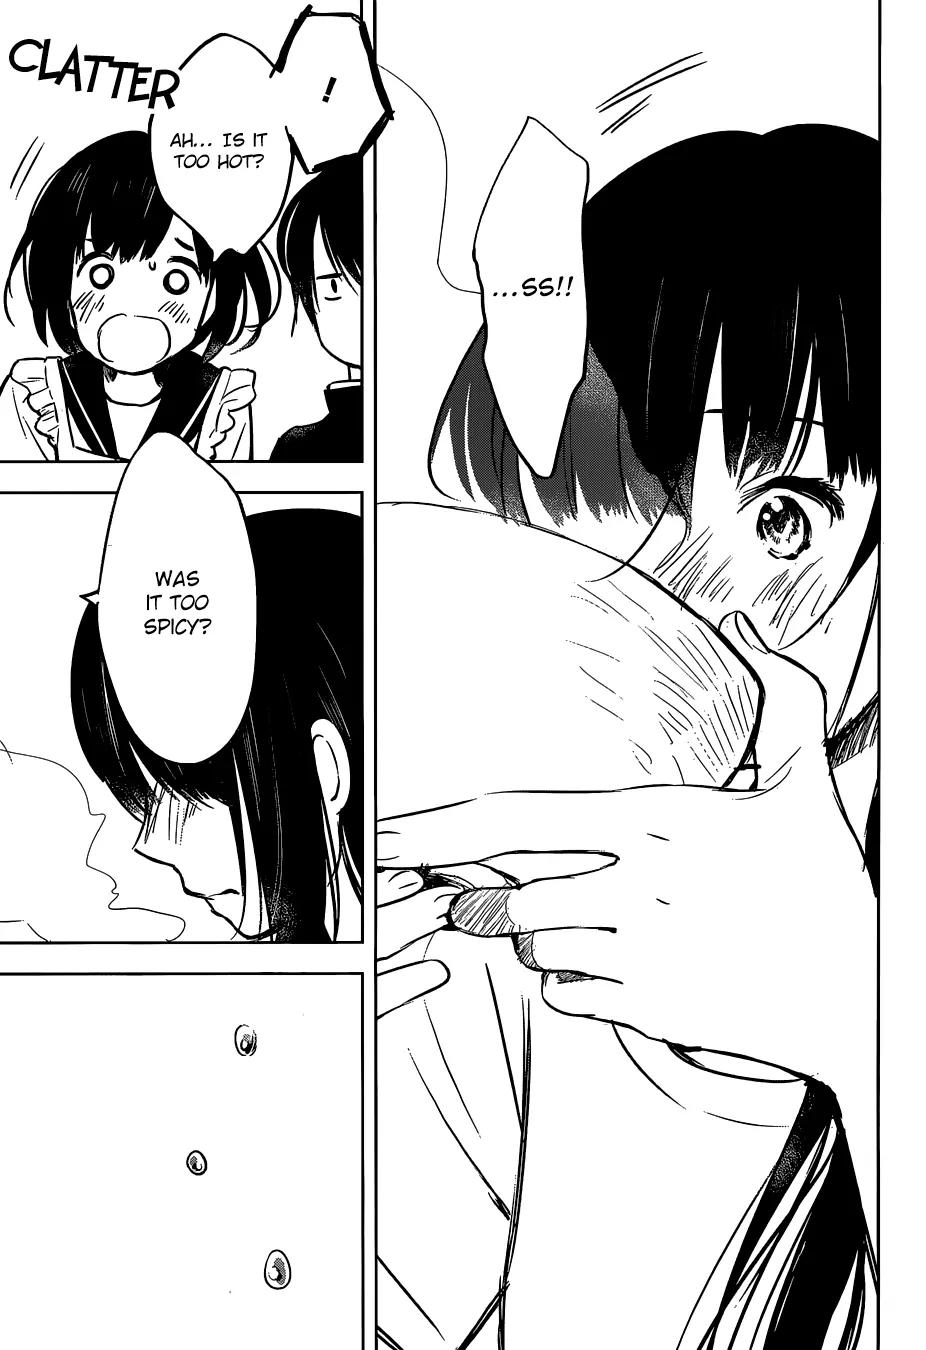 ...SS!!
!
CLATTER
AH... IS IT
TOO HOT?
WAS
IT TOO
SPICY?